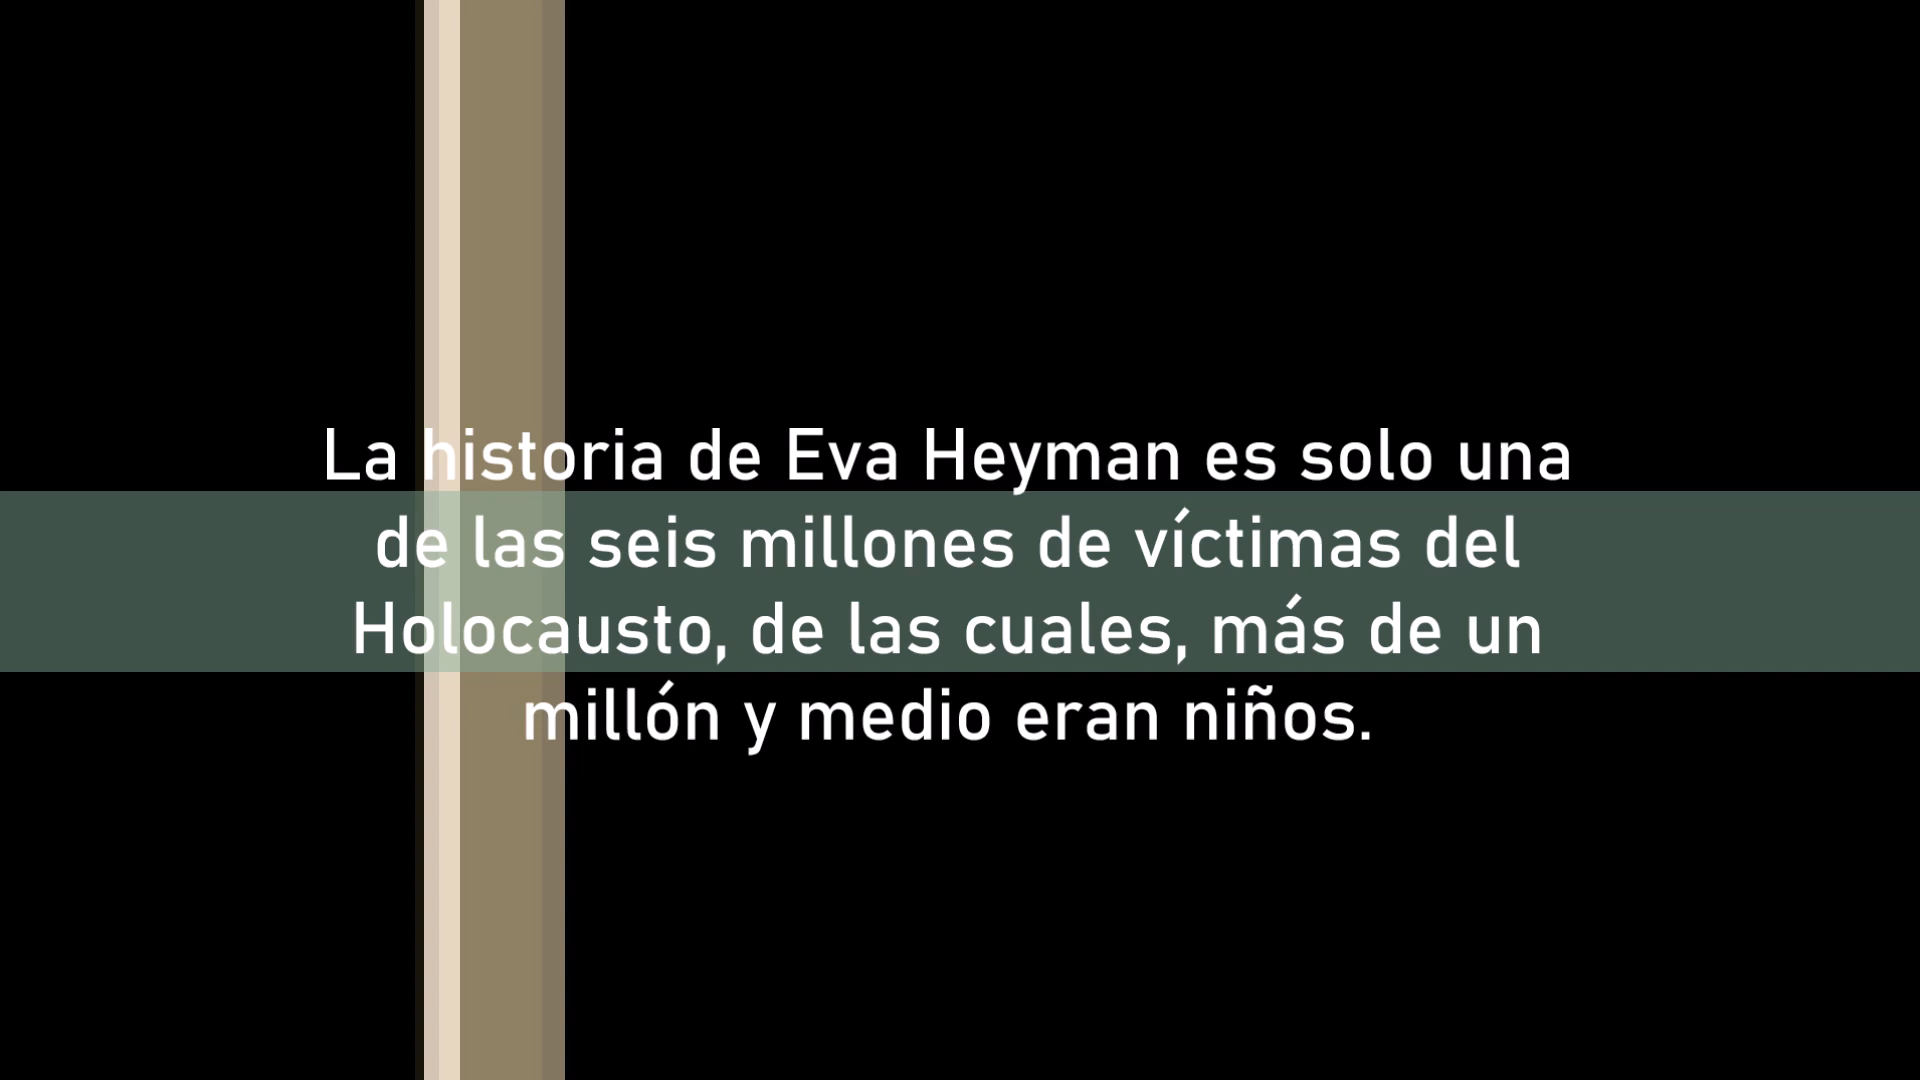 La historia de Eva Heyman es solo una
de las seis millones de víctimas del
Holocausto, de las cuales, más de un
millón y medio eran niños.